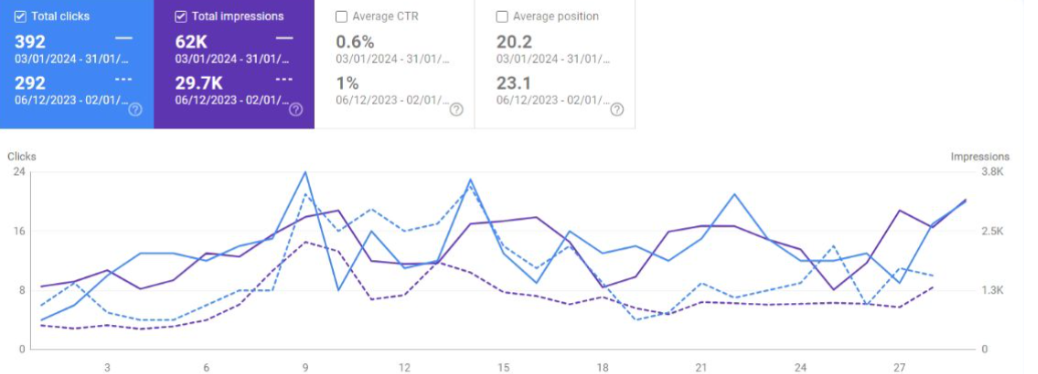 Total clicks
392
03/01/2024 - 31/01/...
292
06/12/2023 - 02/01/...
Total impressions
62K
03/01/2024 - 31/01/...
29.7K
06/12/2023 - 02/01/...
Average CTR
0.6%
03/01/2024 - 31/01/...
1%
06/12/2023 - 02/01/...
Average position
20.2
03/01/2024 - 31/01/...
23.1
06/12/2023 - 02/01/...
Clicks
Impressions
24
3.8K
16
2.5K
8
1.3K
0
0
3 6 9 12 15 18 21 24 27